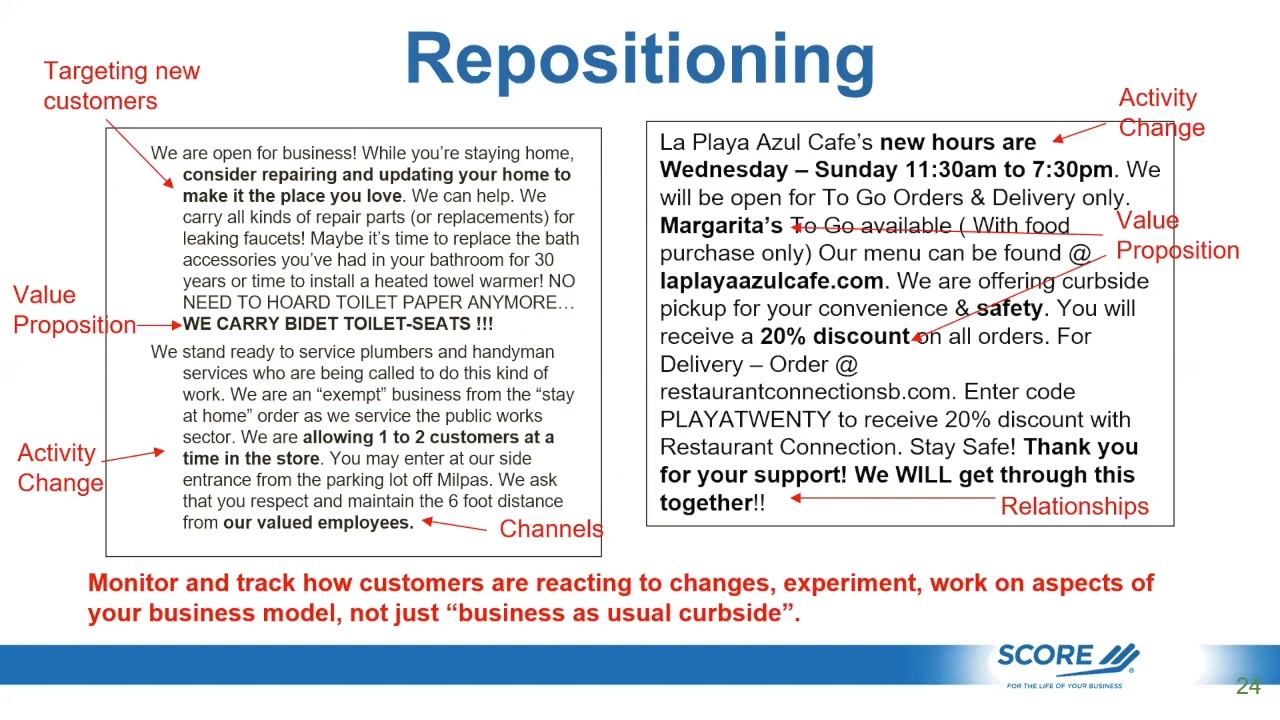 Repositioning
Targeting new
customers
We are open for business! While you're staying home,
consider repairing and updating your home to
make it the place you love. We can help. We
carry all kinds of repair parts (or replacements) for
leaking faucets! Maybe it's time to replace the bath
accessories you've had in your bathroom for 30
years or time to install a heated towel warmer! NO
NEED TO HOARD TOILET PAPER ANYMORE…
WE CARRY BIDET TOILET-SEATS !!!
We stand ready to service plumbers and handyman
services who are being called to do this kind of
work. We are an “exempt” business from the “stay
at home” order as we service the public works
sector. We are allowing 1 to 2 customers at a
time in the store. You may enter at our side
entrance from the parking lot off Milpas. We ask
that you respect and maintain the 6 foot distance
from our valued employees.
Value
Proposition
Activity
Change
Channels
La Playa Azul Cafe's new hours are
Wednesday – Sunday 11:30am to 7:30pm. We
will be open for To Go Orders & Delivery only.
Margarita's To Go available ( With food
purchase only) Our menu can be found @
laplayaazulcafe.com. We are offering curbside
pickup for your convenience & safety. You will
receive a 20% discount on all orders. For
Delivery – Order @
restaurantconnectionsb.com. Enter code
PLAYATWENTY to receive 20% discount with
Restaurant Connection. Stay Safe! Thank you
for your support! We WILL get through this
together!!
Activity
Change
Value
Proposition
Relationships
Monitor and track how customers are reacting to changes, experiment, work on aspects of
your business model, not just “business as usual curbside”.
SCORE
FOR THE LIFE OF YOUR BUSINESS
24